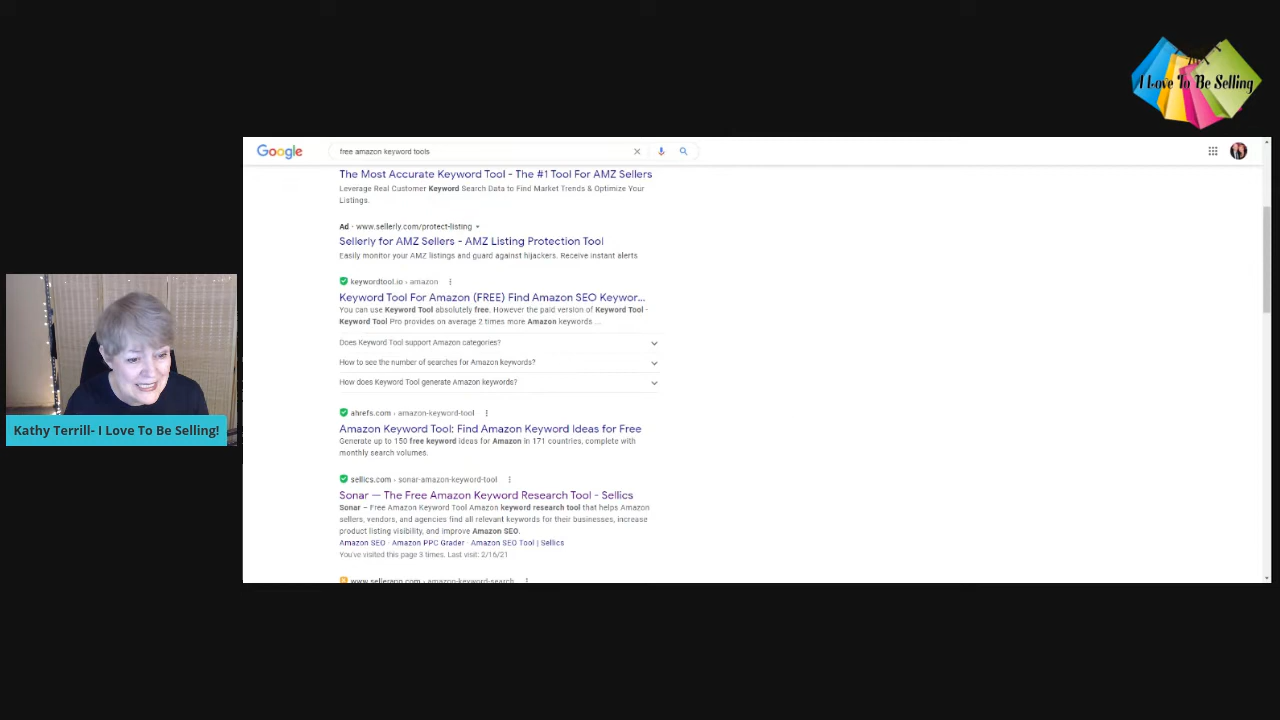 I Love To Be Selling
Google
free amazon keyword tools
The Most Accurate Keyword Tool - The #1 Tool For AMZ Sellers
Leverage Real Customer Keyword Search Data to Find Market Trends & Optimize Your
Listings.
Ad · www.sellerly.com/protect-listing
Sellerly for AMZ Sellers - AMZ Listing Protection Tool
Easily monitor your AMZ listings and guard against hijackers. Receive instant alerts
keywordtool.io › amazon
Keyword Tool For Amazon (FREE) Find Amazon SEO Keywor...
You can use Keyword Tool absolutely free. However the paid version of Keyword Tool -
Keyword Tool Pro provides on average 2 times more Amazon keywords ...
Does Keyword Tool support Amazon categories?
How to see the number of searches for Amazon keywords?
How does Keyword Tool generate Amazon keywords?
ahrefs.com › amazon-keyword-tool
Amazon Keyword Tool: Find Amazon Keyword Ideas for Free
Generate up to 150 free keyword ideas for Amazon in 171 countries, complete with
monthly search volumes.
sellics.com › sonar-amazon-keyword-tool
Sonar — The Free Amazon Keyword Research Tool - Sellics
Sonar – Free Amazon Keyword Tool Amazon keyword research tool that helps Amazon
sellers, vendors, and agencies find all relevant keywords for their businesses, increase
product listing visibility, and improve Amazon SEO.
Amazon SEO · Amazon PPC Grader · Amazon SEO Tool | Sellics
You've visited this page 3 times. Last visit: 2/16/21
www.sellerapp.com › amazon-keyword-search
Kathy Terrill- I Love To Be Selling!